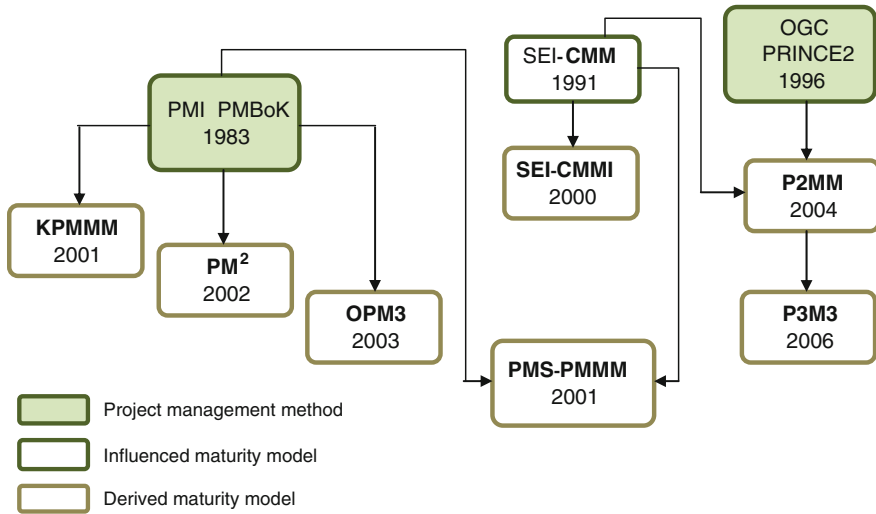 PMI PMBoK
1983
SEI-CMM
1991
OGC
PRINCE2
1996
KPMMM
2001
PM²
2002
OPM3
2003
SEI-CMMI
2000
P2MM
2004
P3M3
2006
PMS-PMMM
2001
Project management method
Influenced maturity model
Derived maturity model